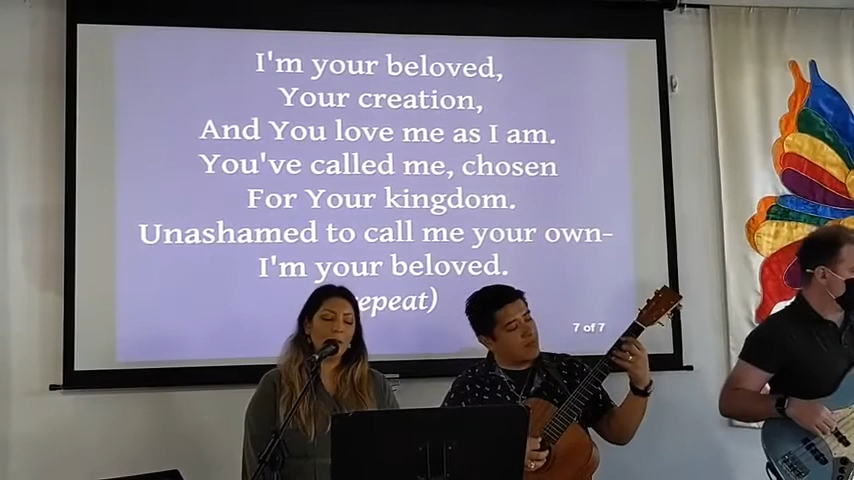 I'm your beloved,
Your creation,
And You love me as I am.
You've called me, chosen
For Your kingdom.
Unashamed to call me your own-
I'm your beloved,
repeat)
7 of 7